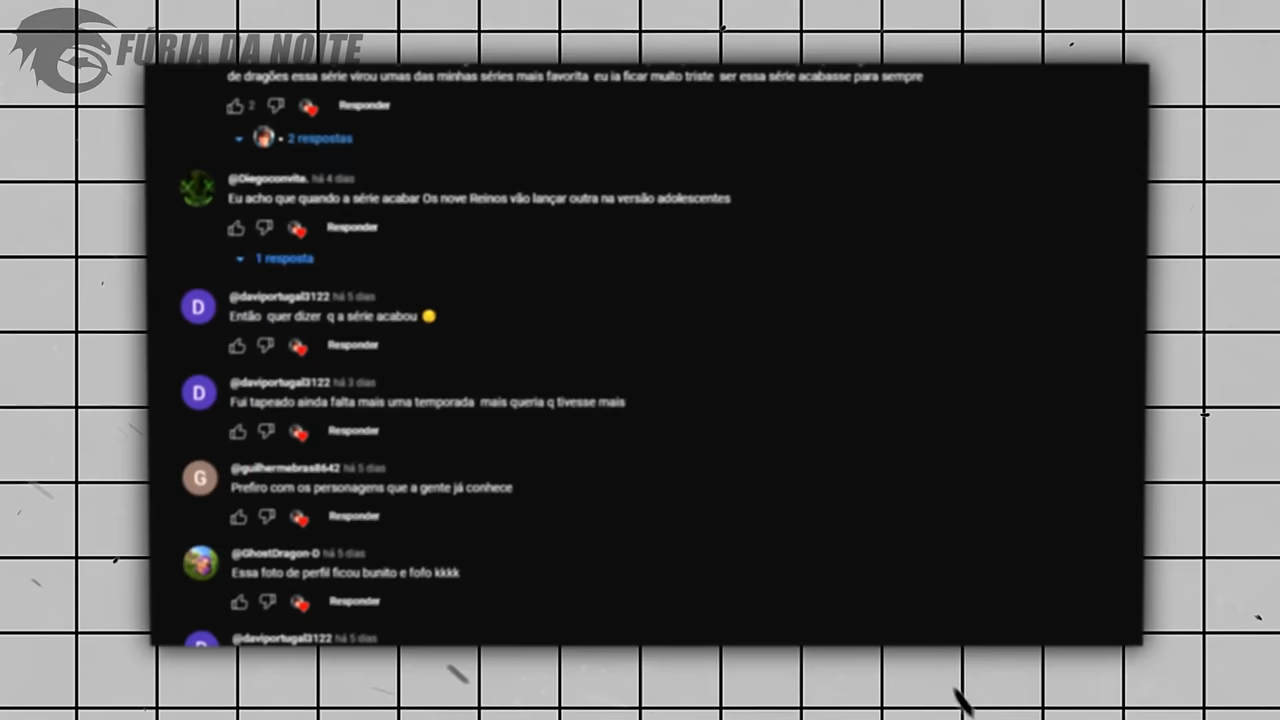 FÚRIA DA NOITE
de dragões essa série virou umas das minhas séries mais favorita eu ia ficar muito triste ser essa série acabasse para sempre
2 Responder
2 respostas
@Diegoconvite. há 4 dias
Eu acho que quando a série acabar Os nove Reinos vão lançar outra na versão adolescentes
Responder
1 resposta
D @daviportugal3122 há 5 dias
Então quer dizer q a série acabou
Responder
D @daviportugal3122 há 3 dias
Fui tapeado ainda falta mais uma temporada mais queria q tivesse mais
Responder
G @guilhermebras8642 há 5 dias
Prefiro com os personagens que a gente já conhece
Responder
@GhostDragon-D há 5 dias
Essa foto de perfil ficou bunito e fofo kkkk
Responder
D @daviportugal3122 há 5 dias